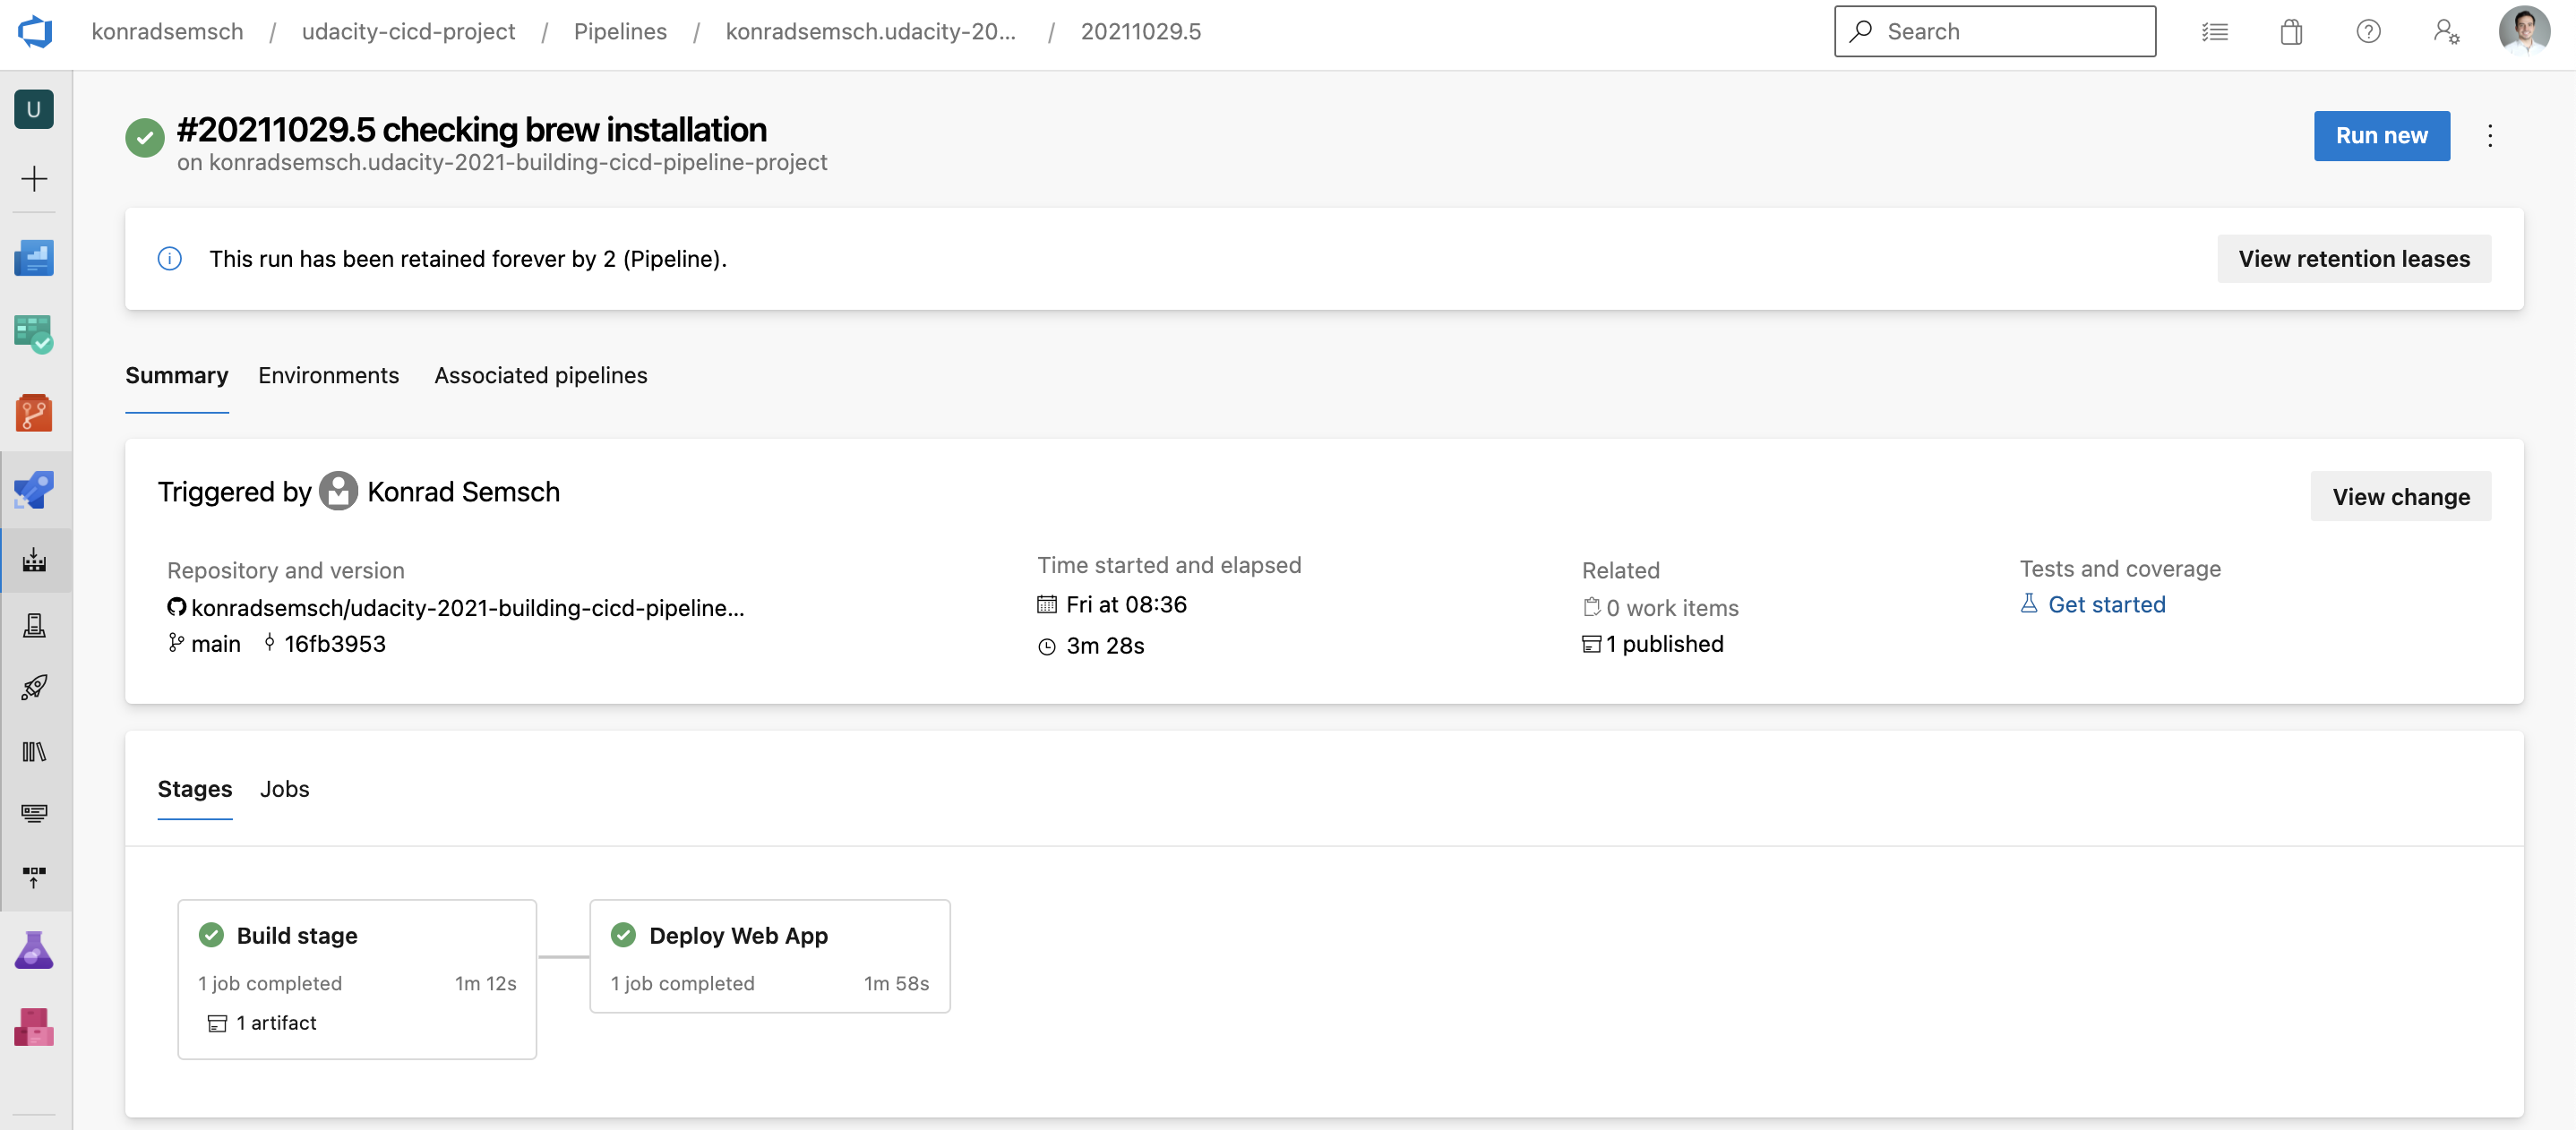 konradsemsch / udacity-cicd-project / Pipelines / konradsemsch.udacity-20... / 20211029.5
Search
U
#20211029.5 checking brew installation
on konradsemsch.udacity-2021-building-cicd-pipeline-project
Run new
This run has been retained forever by 2 (Pipeline).
View retention leases
Summary Environments Associated pipelines
Triggered by Konrad Semsch
View change
Repository and version
konradsemsch/udacity-2021-building-cicd-pipeline...
main 16fb3953
Time started and elapsed
Fri at 08:36
3m 28s
Related
0 work items
1 published
Tests and coverage
Get started
Stages Jobs
Build stage
1 job completed 1m 12s
1 artifact
Deploy Web App
1 job completed 1m 58s